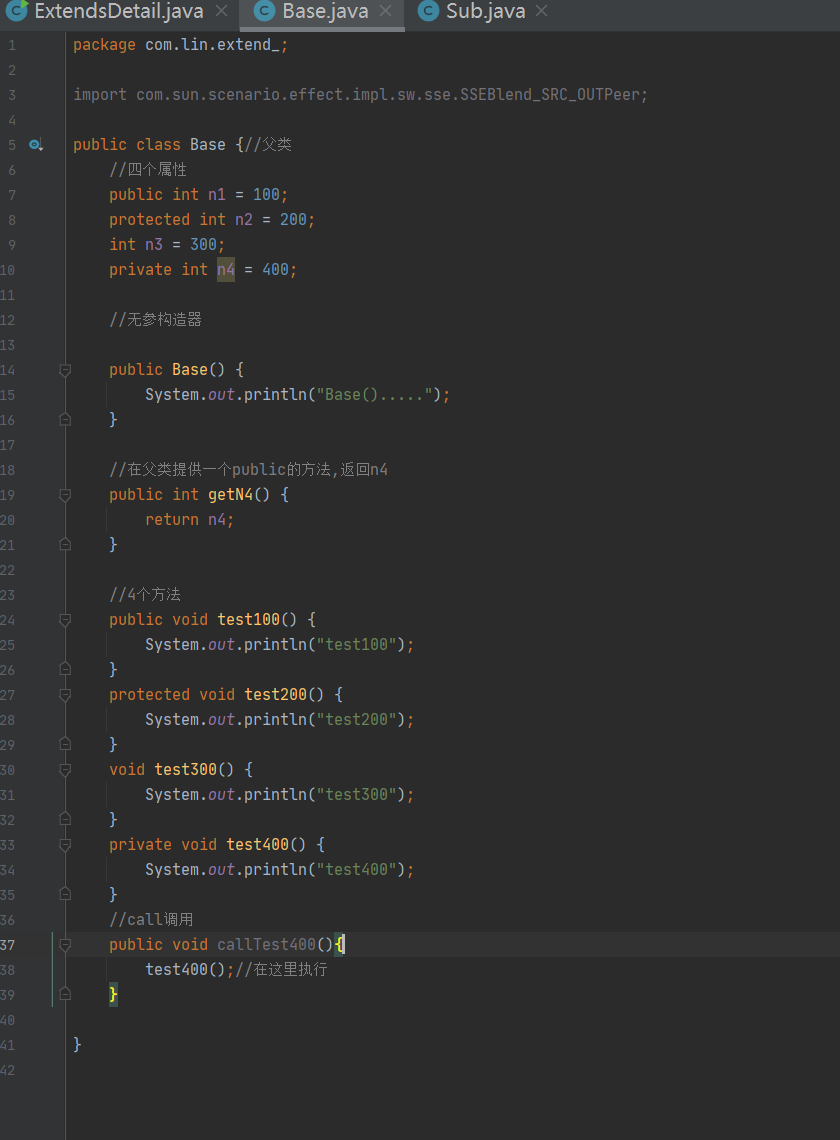 ExtendsDetail.java Base.java Sub.java
1 package com.lin.extend_;
2
3 import com.sun.scenario.effect.impl.sw.sse.SSEBlend_SRC_OUTPeer;
4
5 public class Base {//父类
6 //四个属性
7 public int n1 = 100;
8 protected int n2 = 200;
9 int n3 = 300;
10 private int n4 = 400;
11
12 //无参构造器
13
14 public Base() {
15 System.out.println("Base().....");
16 }
17
18 //在父类提供一个public的方法,返回n4
19 public int getN4() {
20 return n4;
21 }
22
23 //4个方法
24 public void test100() {
25 System.out.println("test100");
26 }
27 protected void test200() {
28 System.out.println("test200");
29 }
30 void test300() {
31 System.out.println("test300");
32 }
33 private void test400() {
34 System.out.println("test400");
35 }
36 //call调用
37 public void callTest400(){
38 test400();//在这里执行
39 }
40
41 }
42